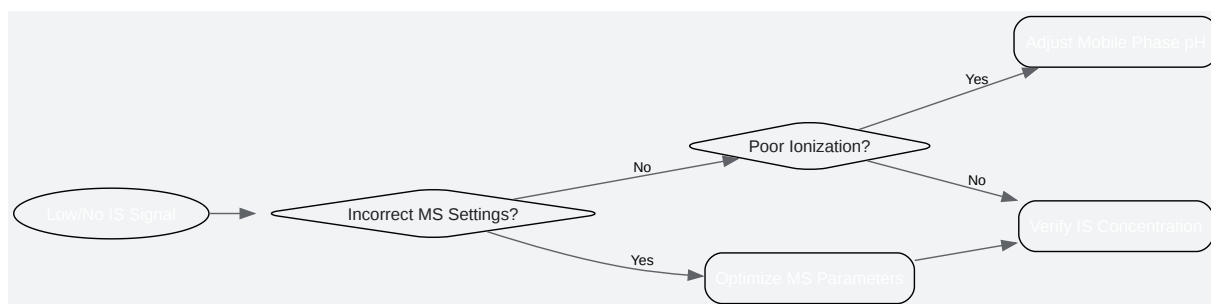 Low/No IS Signal
Incorrect MS Settings?
No
Yes
Poor Ionization?
Optimize MS Parameters
Yes
No
Adjust Mobile Phase pH
Verify IS Concentration